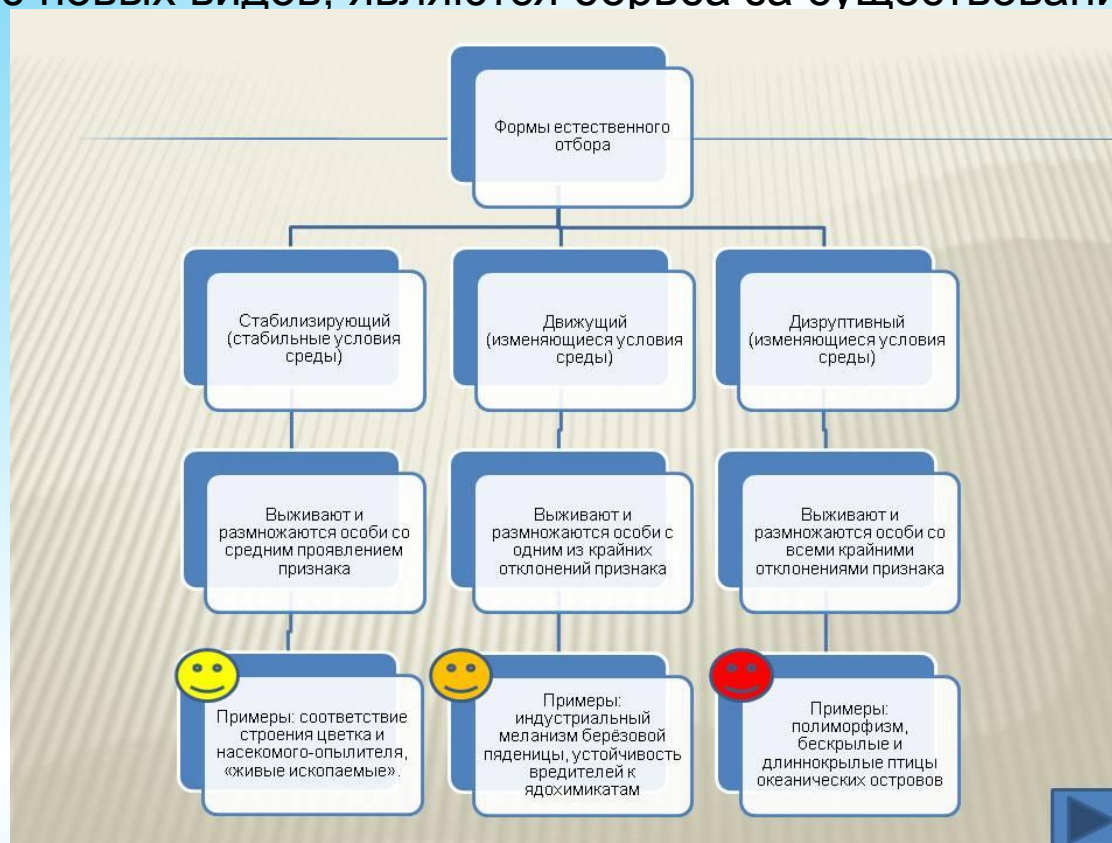 новых видов, являются борьба за существовани
Формы естественного
отбора
Стабилизирующий
(стабильные условия
среды)
Движущий
(изменяющиеся условия
среды)
Дизруптивный
(изменяющиеся условия
среды)
Выживают и
размножаются особи со
средним проявлением
признака
Выживают и
размножаются особи с
одним из крайних
отклонений признака
Выживают и
размножаются особи со
всеми крайними
отклонениями признака
Примеры: соответствие
строения цветка и
насекомого-опылителя,
«живые ископаемые».
Примеры:
индустриальный
меланизм берёзовой
пяденицы, устойчивость
вредителей к
ядохимикатам
Примеры:
полиморфизм,
бескрылые и
длиннокрылые птицы
океанических островов